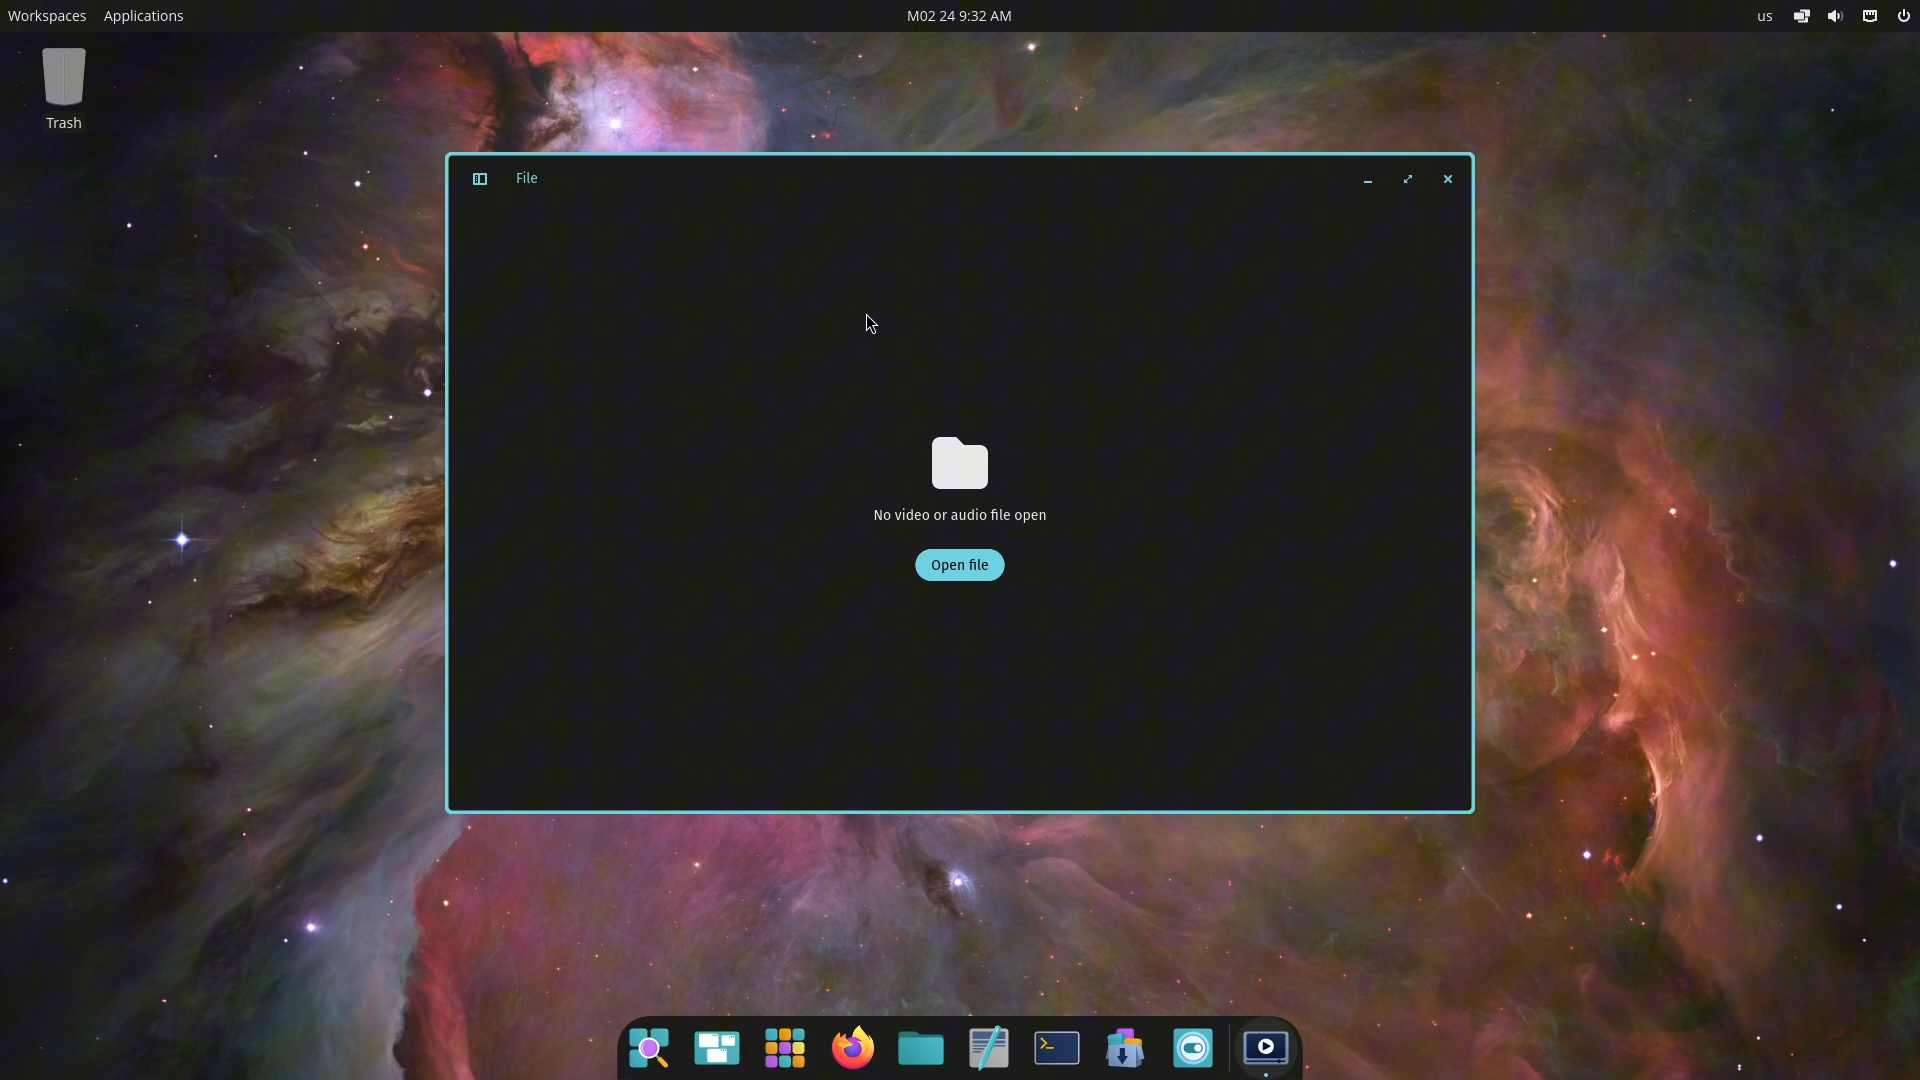 Workspaces Applications M02 24 9:32 AM us
Trash
File
No video or audio file open
Open file